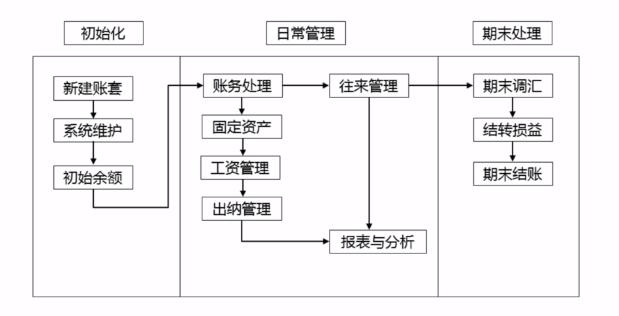 初始化
日常管理
期末处理
新建账套
系统维护
初始余额
账务处理
往来管理
固定资产
工资管理
出纳管理
报表与分析
期末调汇
结转损益
期末结账